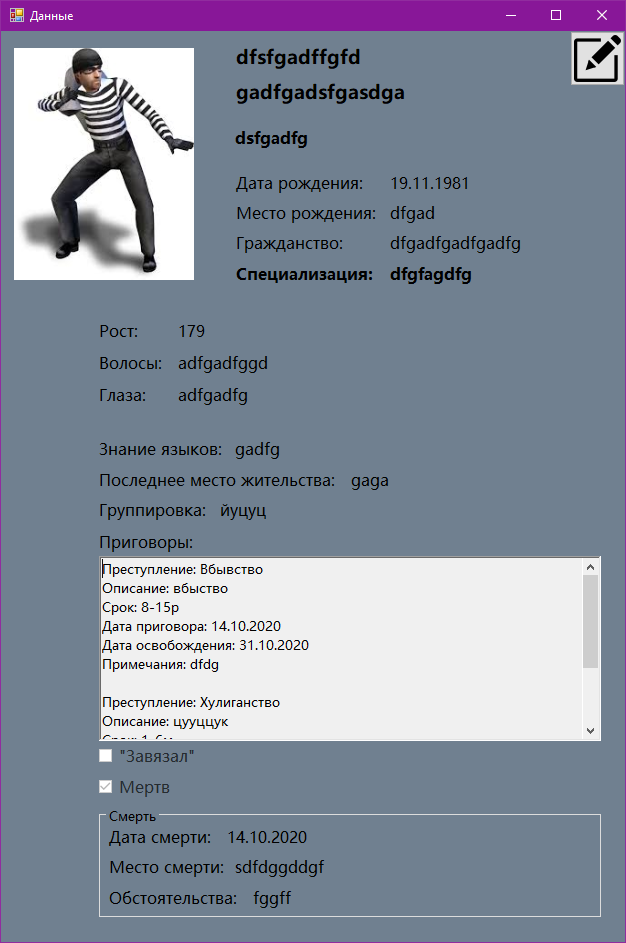 Данные
dfsfgadffgfd
gadfgadsfgasdga
dsfgadfg
Дата рождения: 19.11.1981
Место рождения: dfgad
Гражданство: dfgadfgadfgadfg
Специализация: dfgfagdfg
Рост: 179
Волосы: adfgadfggd
Глаза: adfgadfg
Знание языков: gadfg
Последнее место жительства: gaga
Группировка: йуцуц
Приговоры:
Преступление: Вбывство
Описание: вбыство
Срок: 8-15р
Дата приговора: 14.10.2020
Дата освобождения: 31.10.2020
Примечания: dfdg
Преступление: Хулиганство
Описание: цууццук
"Завязал"
Мертв
Смерть
Дата смерти: 14.10.2020
Место смерти: sdfdggddgf
Обстоятельства: fggff